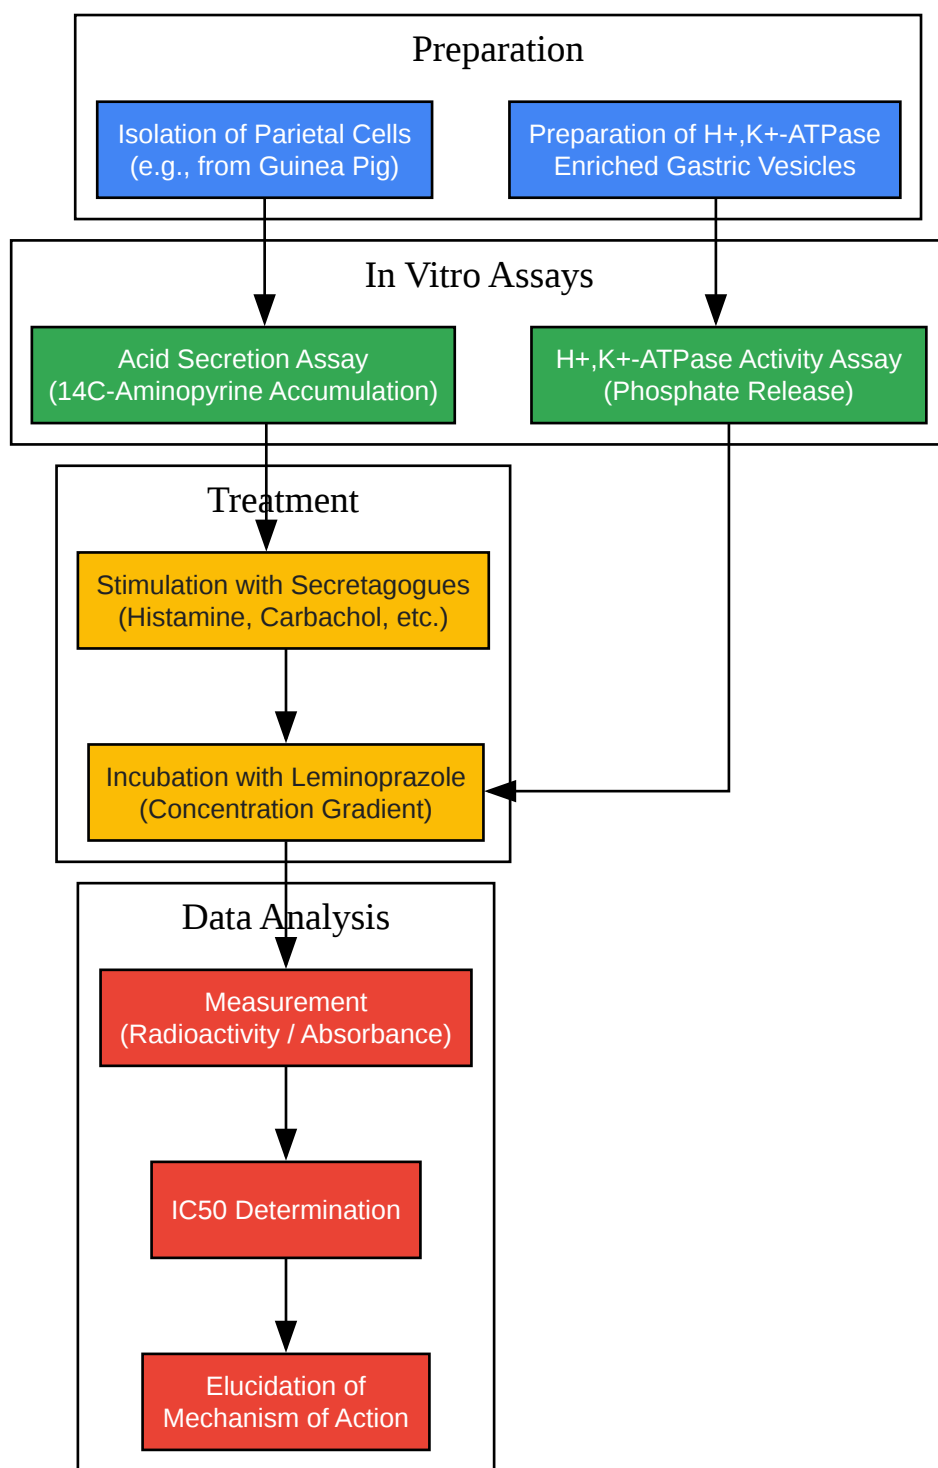 Preparation
Isolation of Parietal Cells
(e.g., from Guinea Pig)
Preparation of H+,K+-ATPase
Enriched Gastric Vesicles
In Vitro Assays
Acid Secretion Assay
(14C-Aminopyrine Accumulation)
H+,K+-ATPase Activity Assay
(Phosphate Release)
Treatment
Stimulation with Secretagogues
(Histamine, Carbachol, etc.)
Incubation with Leminoprazole
(Concentration Gradient)
Data Analysis
Measurement
(Radioactivity / Absorbance)
IC50 Determination
Elucidation of
Mechanism of Action